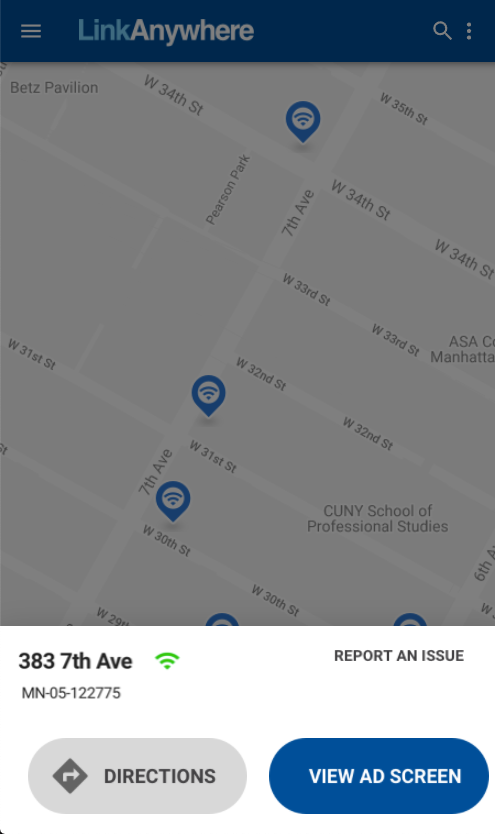 LinkAnywhere
Betz Pavilion
W 34th St
W 35th St
Pearson Park
7th Ave
W 34th St
W 34th St
W 33rd St
W 33rd St
ASA Co
Manhatta
W 31st St
W 32nd St
W 32nd St
W 31st St
7th Ave
CUNY School of
Professional Studies
W 30th St
6th A
W 30th St
W 29th
383 7th Ave
REPORT AN ISSUE
MN-05-122775
DIRECTIONS
VIEW AD SCREEN